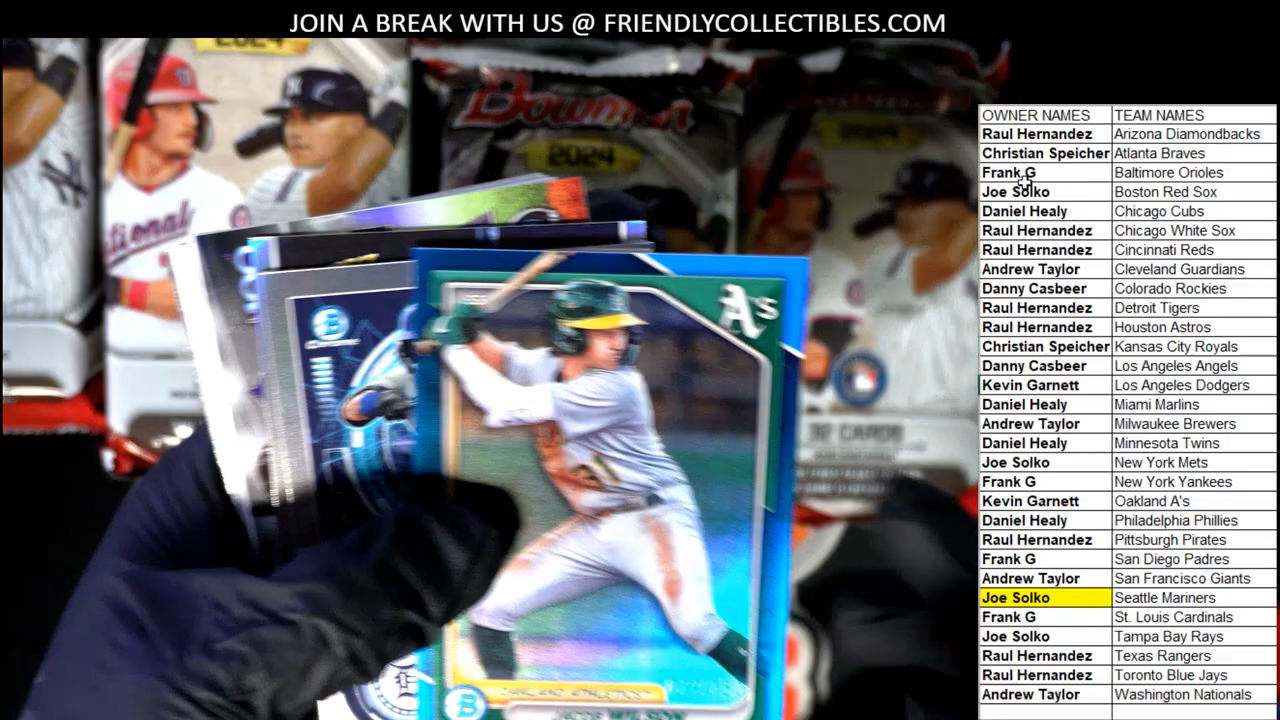 JOIN A BREAK WITH US @ FRIENDLYCOLLECTIBLES.COM
2024
Bowman
2024
2024
tional
A's
32 CARDS
OAKLAND ATHLETICS
JACOB WILSON
OWNER NAMES TEAM NAMES
Raul Hernandez Arizona Diamondbacks
Christian Speicher Atlanta Braves
Frank G Baltimore Orioles
Joe Solko Boston Red Sox
Daniel Healy Chicago Cubs
Raul Hernandez Chicago White Sox
Raul Hernandez Cincinnati Reds
Andrew Taylor Cleveland Guardians
Danny Casbeer Colorado Rockies
Raul Hernandez Detroit Tigers
Raul Hernandez Houston Astros
Christian Speicher Kansas City Royals
Danny Casbeer Los Angeles Angels
Kevin Garnett Los Angeles Dodgers
Daniel Healy Miami Marlins
Andrew Taylor Milwaukee Brewers
Daniel Healy Minnesota Twins
Joe Solko New York Mets
Frank G New York Yankees
Kevin Garnett Oakland A's
Daniel Healy Philadelphia Phillies
Raul Hernandez Pittsburgh Pirates
Frank G San Diego Padres
Andrew Taylor San Francisco Giants
Joe Solko Seattle Mariners
Frank G St. Louis Cardinals
Joe Solko Tampa Bay Rays
Raul Hernandez Texas Rangers
Raul Hernandez Toronto Blue Jays
Andrew Taylor Washington Nationals